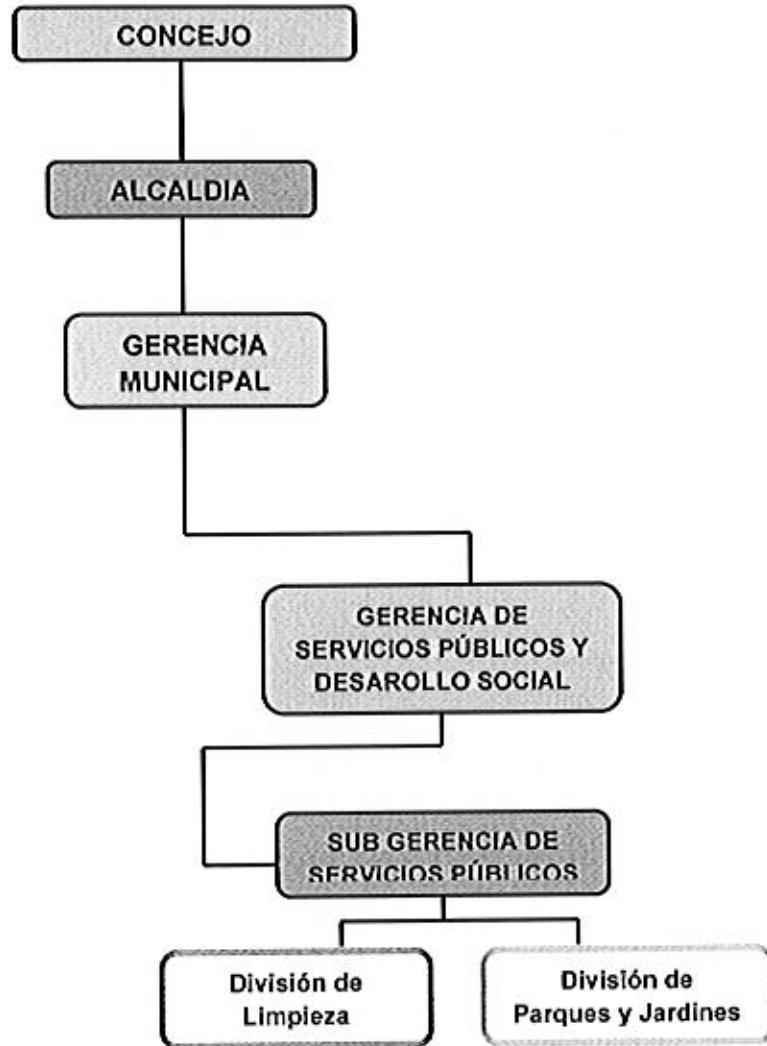 CONCEJO
ALCALDIA
GERENCIA
MUNICIPAL
GERENCIA DE
SERVICIOS PÚBLICOS Y
DESAROLLO SOCIAL
SUB GERENCIA DE
SERVICIOS PÚBLICOS
División de
Limpieza
División de
Parques y Jardines